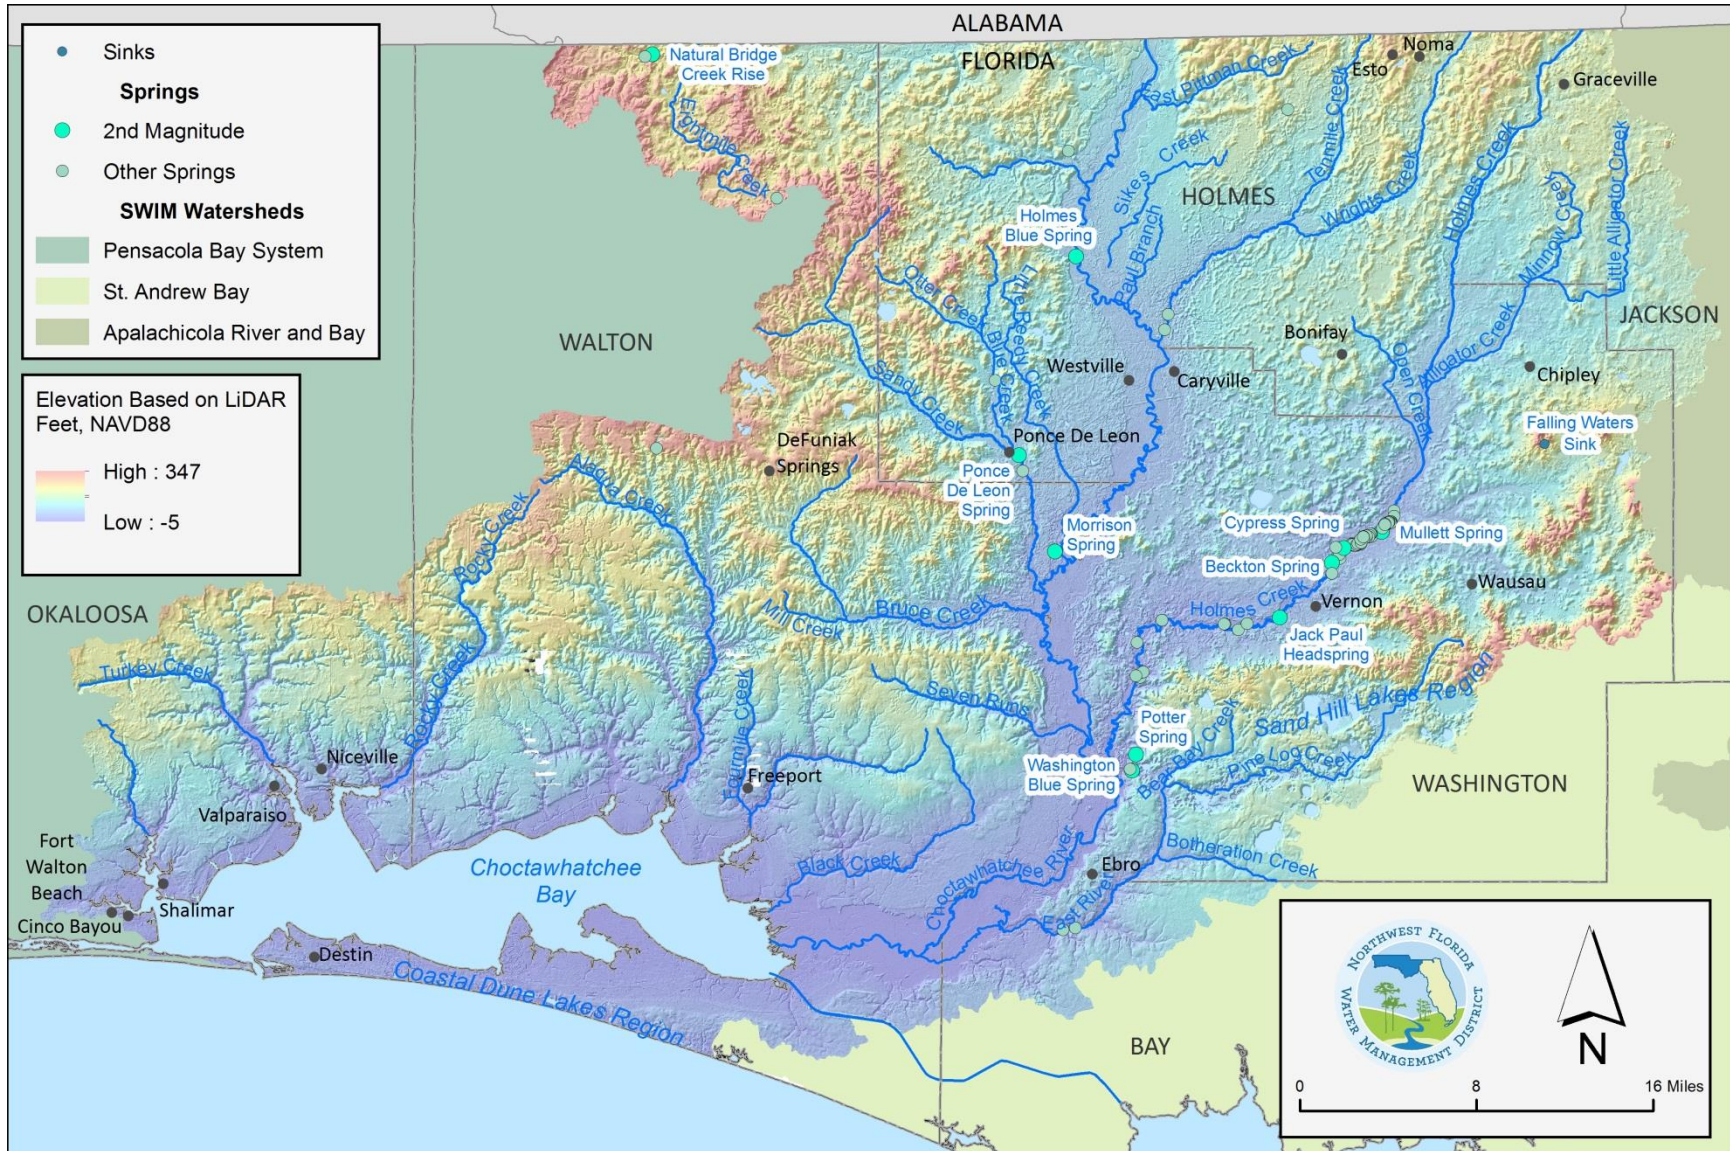 ALABAMA
FLORIDA
Sinks
Springs
2nd Magnitude
Other Springs
SWIM Watersheds
Pensacola Bay System
St. Andrew Bay
Apalachicola River and Bay
Elevation Based on LiDAR
Feet, NAVD88
High : 347
Low : -5
Natural Bridge
Creek Rise
Eightmile Creek
East Pittman Creek
Noma
Esto
Graceville
Tenmile Creek
Sikes Creek
HOLMES
Wrights Creek
Holmes Creek
Minnow Creek
Little Alligator Creek
Holmes
Blue Spring
Paul Branch
Otter Creek
Little Reedy Creek
Blue Creek
WALTON
JACKSON
Bonifay
Westville
Caryville
Open Creek
Alligator Creek
Chipley
Sandy Creek
Falling Waters
Sink
DeFuniak
Springs
Ponce De Leon
Ponce
De Leon
Spring
Alaqua Creek
Rocky Creek
Morrison
Spring
Cypress Spring
Mullett Spring
Beckton Spring
Wausau
OKALOOSA
Mill Creek
Bruce Creek
Holmes Creek
Vernon
Jack Paul
Headspring
Turkey Creek
Rocky Creek
Seven Runs
Sand Hill Lakes Region
Fourmile Creek
Potter
Spring
Bear Bay Creek
Pine Log Creek
Washington
Blue Spring
Niceville
Freeport
WASHINGTON
Valparaiso
Fort
Walton
Beach
Black Creek
Choctawhatchee River
Ebro
Botheration Creek
Choctawhatchee
Bay
Shalimar
Cinco Bayou
East River
Destin
Coastal Dune Lakes Region
BAY
NORTHWEST FLORIDA
WATER MANAGEMENT DISTRICT
N
0 8 16 Miles